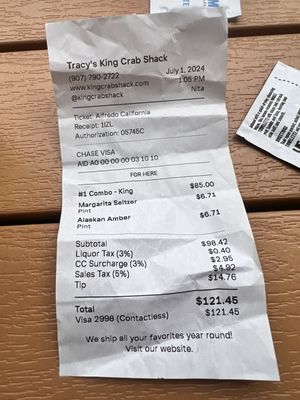 Tracy's King Crab Shack
(907) 790-2722
July 1, 2024
www.kingcrabshack.com
1:05 PM
@kingcrabshack
Nita
Ticket: Alfredo California
Receipt: 1IZL
Authorization: 05745C
CHASE VISA
AID A0 00 00 00 03 10 10
FOR HERE
#1 Combo - King $85.00
Margarita Seltzer $6.71
Pint
Alaskan Amber $6.71
Pint
Subtotal $98.42
Liquor Tax (3%) $0.40
CC Surcharge (3%) $2.95
Sales Tax (5%) $4.92
Tip $14.76
Total $121.45
Visa 2998 (Contactless) $121.45
We ship all your favorites year round!
Visit our website.